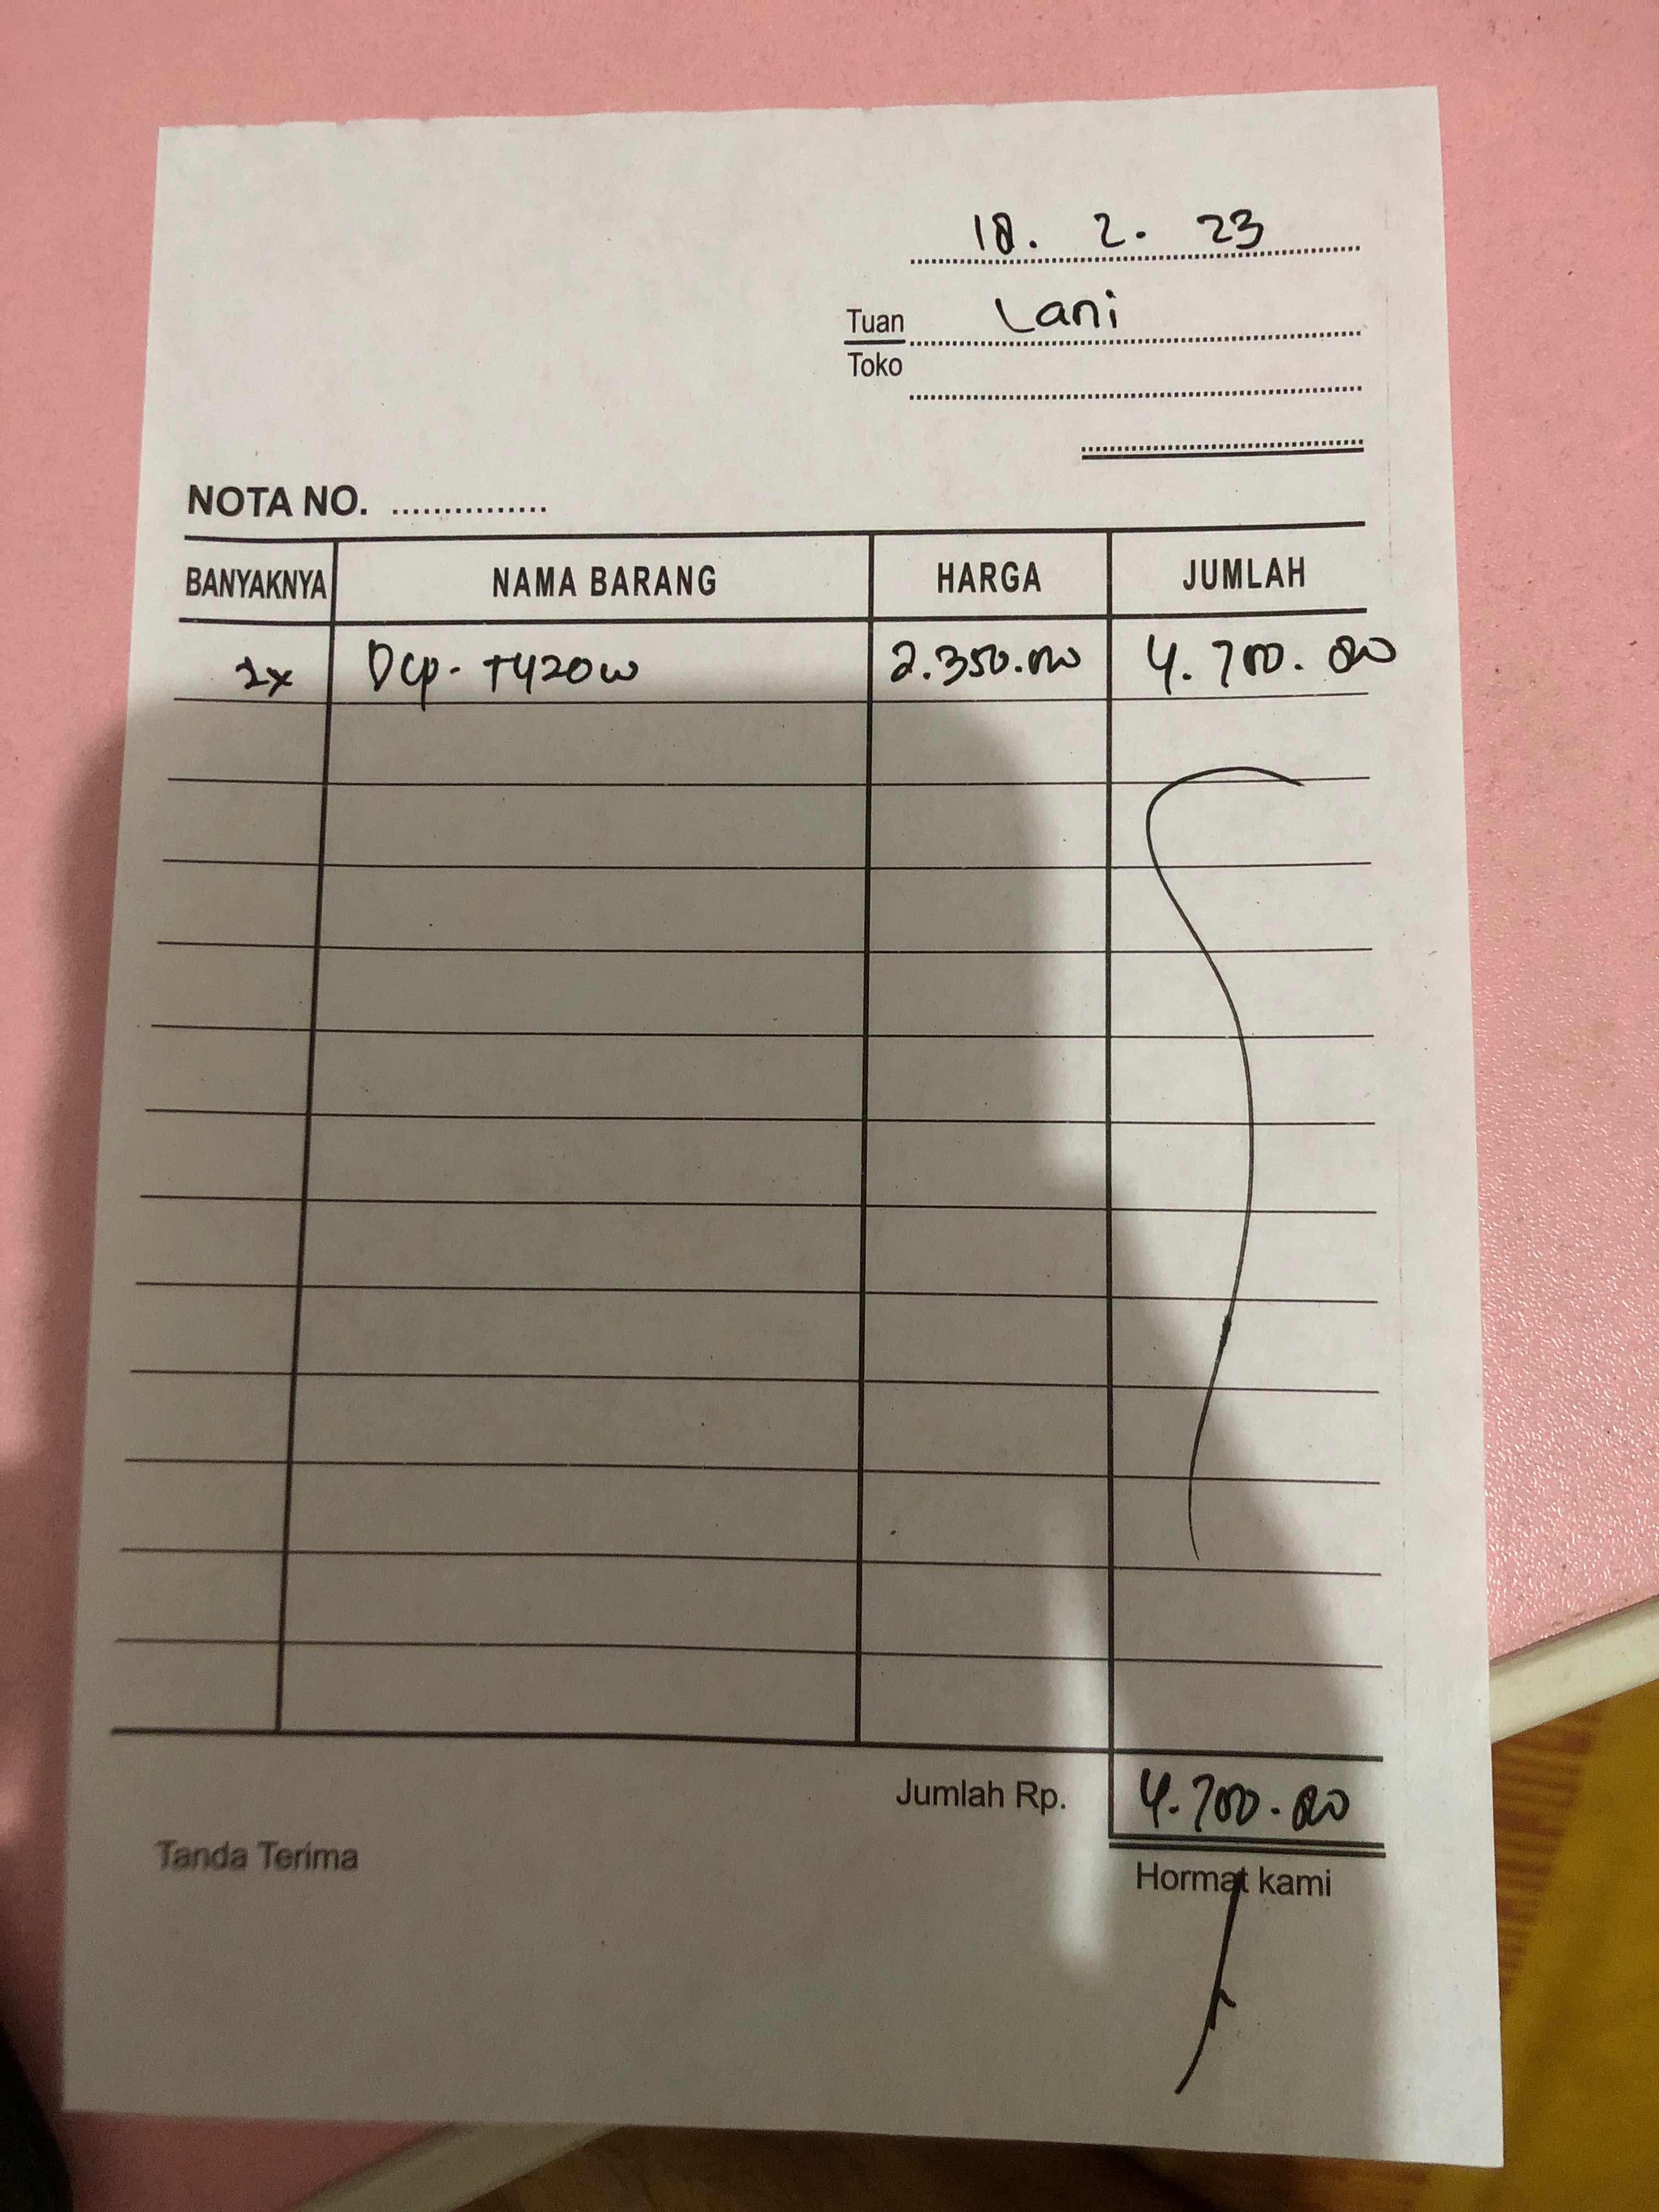 18. 2. 23
Tuan Lani
Toko
NOTA NO. ...............
BANYAKNYA NAMA BARANG HARGA JUMLAH
2x Dcp- T420w 2.350.000 4.700.000
Jumlah Rp. 4.700.000
Tanda Terima Hormat kami